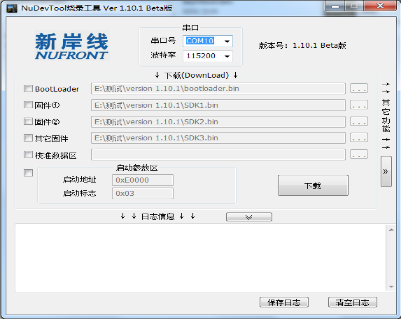 NuDevTool烧录工具 Ver 1.10.1 Beta版
新岸线
NUFRONT
串口
串口号 COM10
波特率 115200
版本号：1.10.1 Beta版
↓ 下载(DownLoad) ↓
BootLoader E:\测试\version 1.10.1\bootloader.bin ...
固件① E:\测试\version 1.10.1\SDK1.bin ...
固件② E:\测试\version 1.10.1\SDK2.bin ...
其它固件 E:\测试\version 1.10.1\SDK3.bin ...
校准数据区 ...
→ 其它功能 →
»
启动参数区
启动地址 0xE0000
启动标志 0x03
下载
↓ ↓ 日志信息 ↓ ↓
保存日志 清空日志